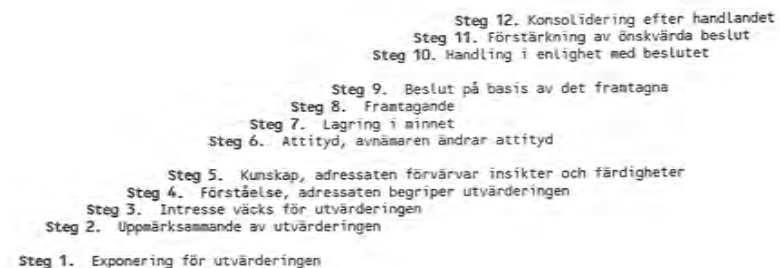 Steg 12. Konsolidering efter handlandet
Steg 11. Förstärkning av önskvärda beslut
Steg 10. Handling i enlighet med beslutet
Steg 9. Beslut på basis av det framtagna
Steg 8. Framtagande
Steg 7. Lagring i minnet
Steg 6. Attityd, avnämaren ändrar attityd
Steg 5. Kunskap, adressaten förvärvar insikter och färdigheter
Steg 4. Förståelse, adressaten begriper utvärderingen
Steg 3. Intresse väcks för utvärderingen
Steg 2. Uppmärksammande av utvärderingen
Steg 1. Exponering för utvärderingen